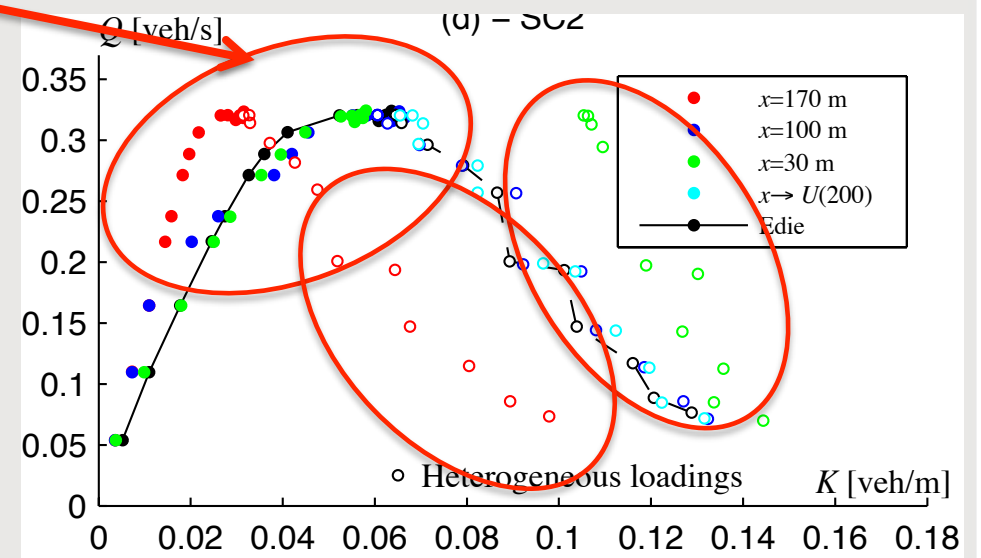 (d) – SC2
Q [veh/s]
0.35
0.3
0.25
0.2
0.15
0.1
0.05
0
x=170 m
x=100 m
x=30 m
x→ U(200)
Edie
Heterogeneous loadings
K [veh/m]
0 0.02 0.04 0.06 0.08 0.1 0.12 0.14 0.1 0.18